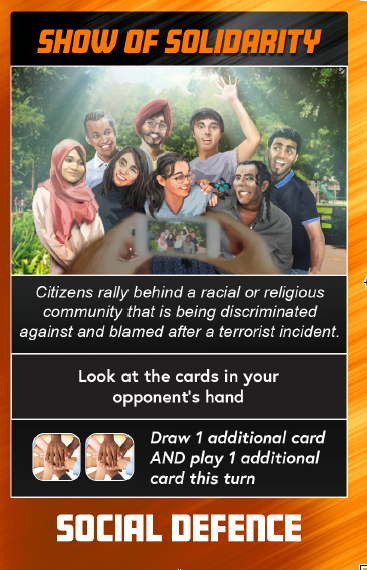 SHOW OF SOLIDARITY
Citizens rally behind a racial or religious
community that is being discriminated
against and blamed after a terrorist incident.
Look at the cards in your
opponent's hand
Draw 1 additional card
AND play 1 additional
card this turn
SOCIAL DEFENCE